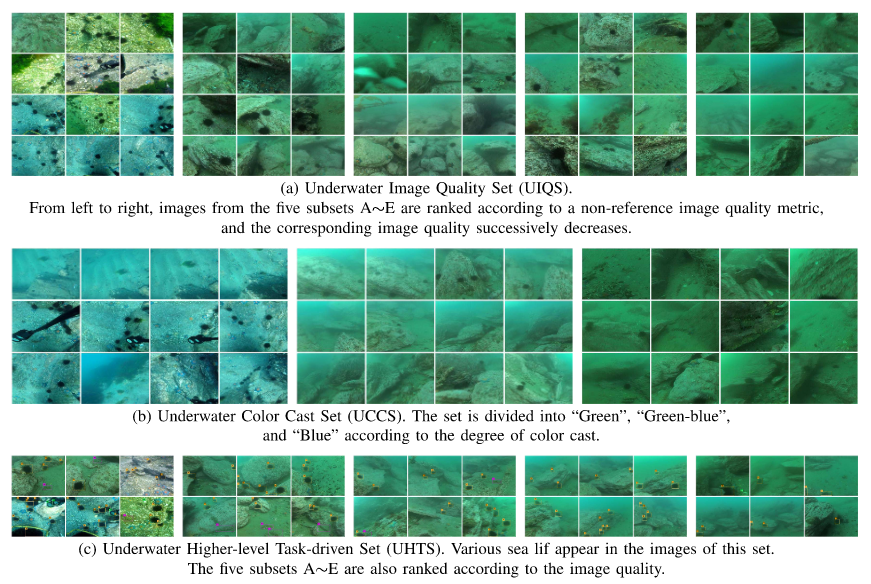 (a) Underwater Image Quality Set (UIQS).
From left to right, images from the five subsets A∼E are ranked according to a non-reference image quality metric,
and the corresponding image quality successively decreases.
(b) Underwater Color Cast Set (UCCS). The set is divided into “Green”, “Green-blue”,
and “Blue” according to the degree of color cast.
(c) Underwater Higher-level Task-driven Set (UHTS). Various sea lif appear in the images of this set.
The five subsets A∼E are also ranked according to the image quality.